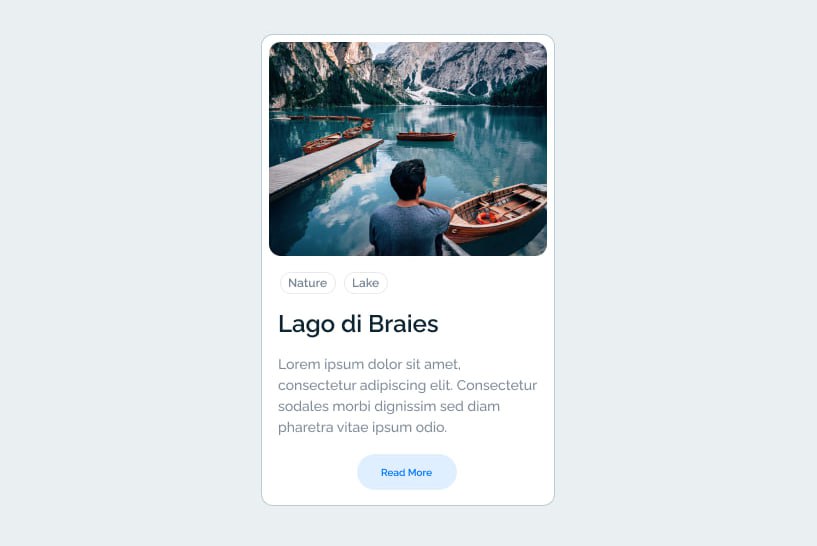 Nature Lake
Lago di Braies
Lorem ipsum dolor sit amet,
consectetur adipiscing elit. Consectetur
sodales morbi dignissim sed diam
pharetra vitae ipsum odio.
Read More